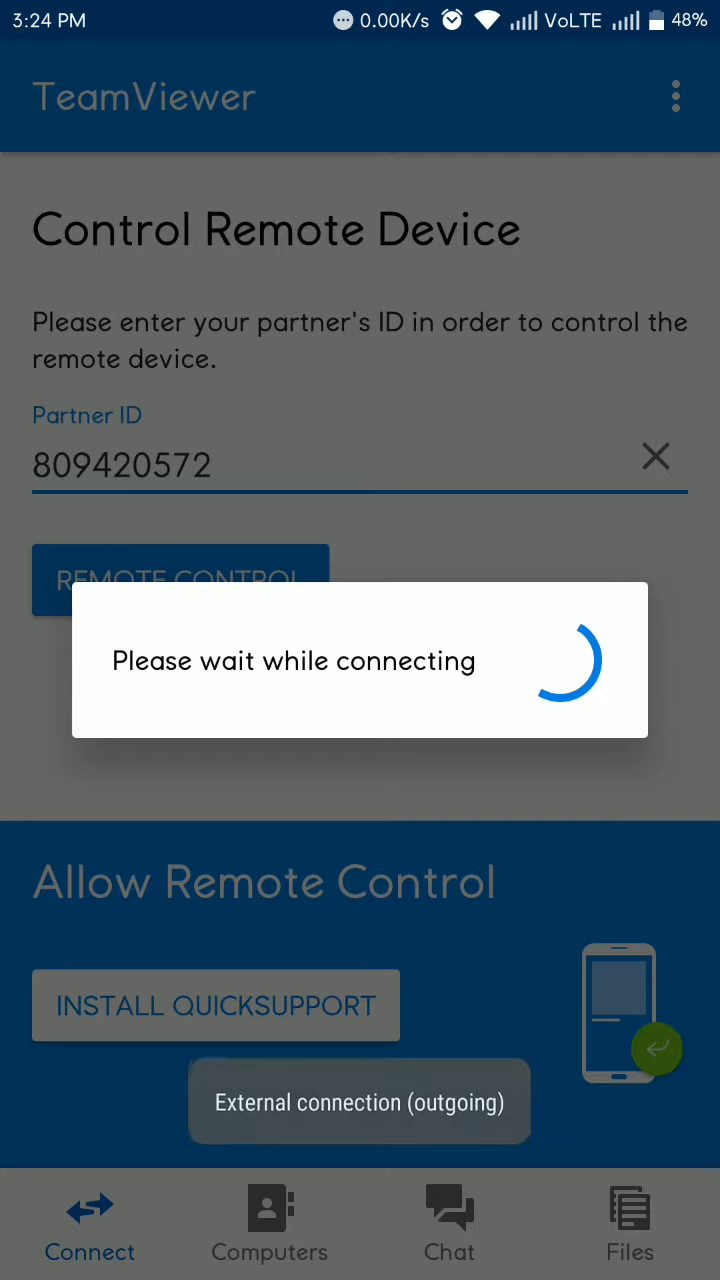 3:24 PM 0.00K/s VoLTE 48%
TeamViewer
Control Remote Device
Please enter your partner's ID in order to control the
remote device.
Partner ID
809420572
REMOTE CONTROL
Please wait while connecting
Allow Remote Control
INSTALL QUICKSUPPORT
External connection (outgoing)
Connect Computers Chat Files